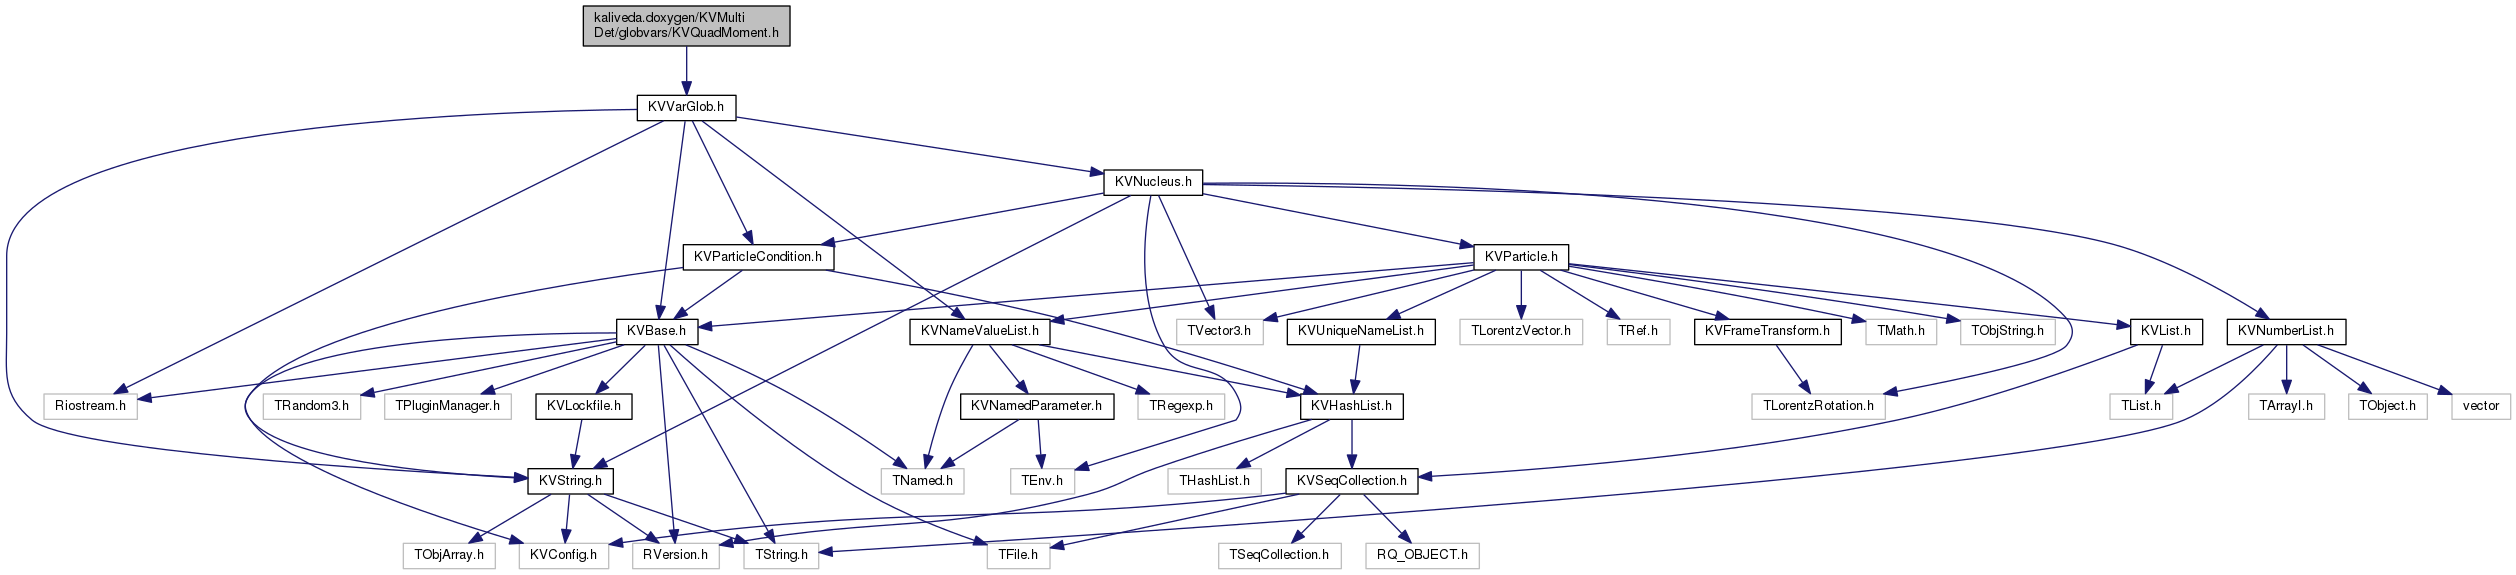 kaliveda.doxygen/KVMulti
Det/globvars/KVQuadMoment.h
KVVarGlob.h
KVNucleus.h
KVParticleCondition.h
KVParticle.h
KVBase.h
KVNameValueList.h
TVector3.h
KVUniqueNameList.h
TLorentzVector.h
TRef.h
KVFrameTransform.h
TMath.h
TObjString.h
KVList.h
KVNumberList.h
Riostream.h
TRandom3.h
TPluginManager.h
KVLockfile.h
KVNamedParameter.h
TRegexp.h
KVHashList.h
TLorentzRotation.h
TList.h
TArrayI.h
TObject.h
vector
KVString.h
TNamed.h
TEnv.h
THashList.h
KVSeqCollection.h
TObjArray.h
KVConfig.h
RVersion.h
TString.h
TFile.h
TSeqCollection.h
RQ_OBJECT.h